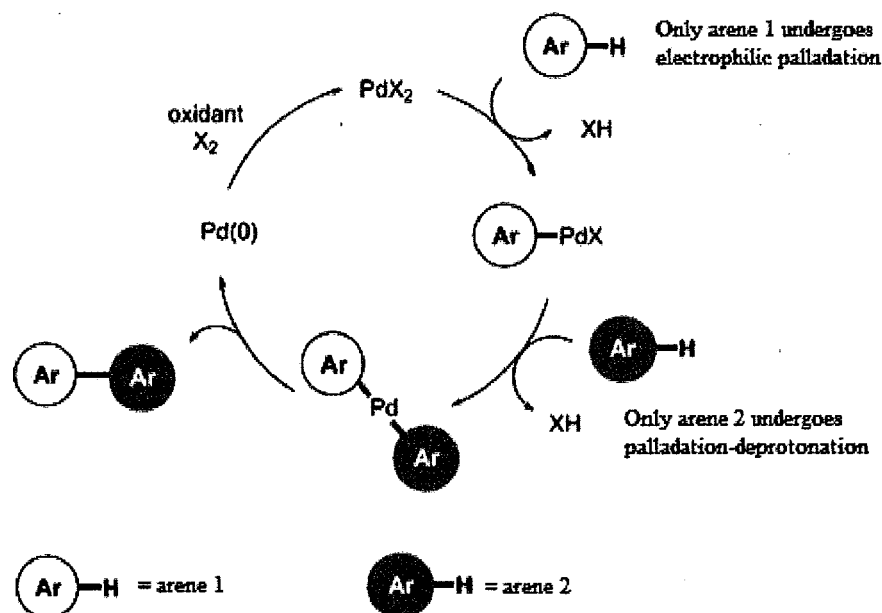 Ar–H
Only arene 1 undergoes
electrophilic palladation
PdX₂
oxidant
X₂
XH
Pd(0)
Ar–PdX
Ar–Ar
Ar
Pd
Ar
Ar–H
XH
Only arene 2 undergoes
palladation-deprotonation
Ar–H = arene 1
Ar–H = arene 2